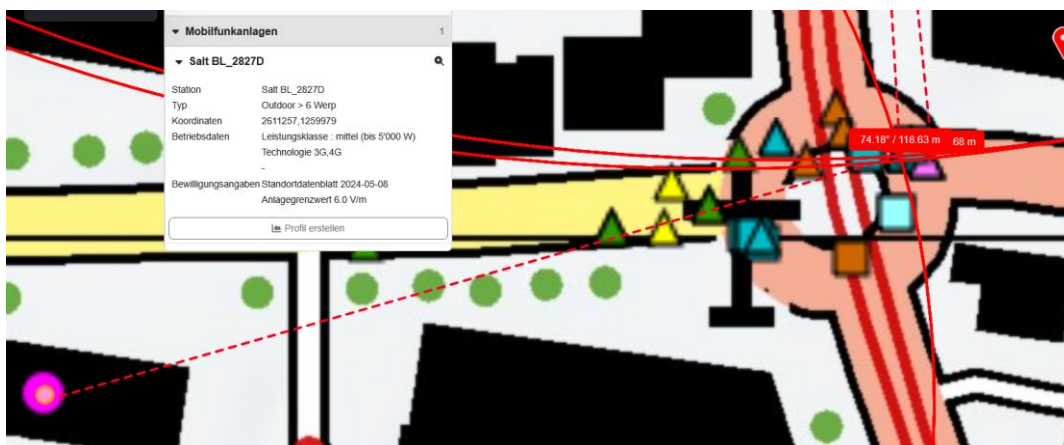 Mobilfunkanlagen 1
Salt BL_2827D
Station Salt BL_2827D
Typ Outdoor > 6 Werp
Koordinaten 2611257,1259979
Betriebsdaten Leistungsklasse : mittel (bis 5'000 W)
Technologie 3G,4G
-
Bewilligungsangaben Standortdatenblatt 2024-05-08
Anlagegrenzwert 6.0 V/m
Profil erstellen
74.18° / 118.63 m 68 m